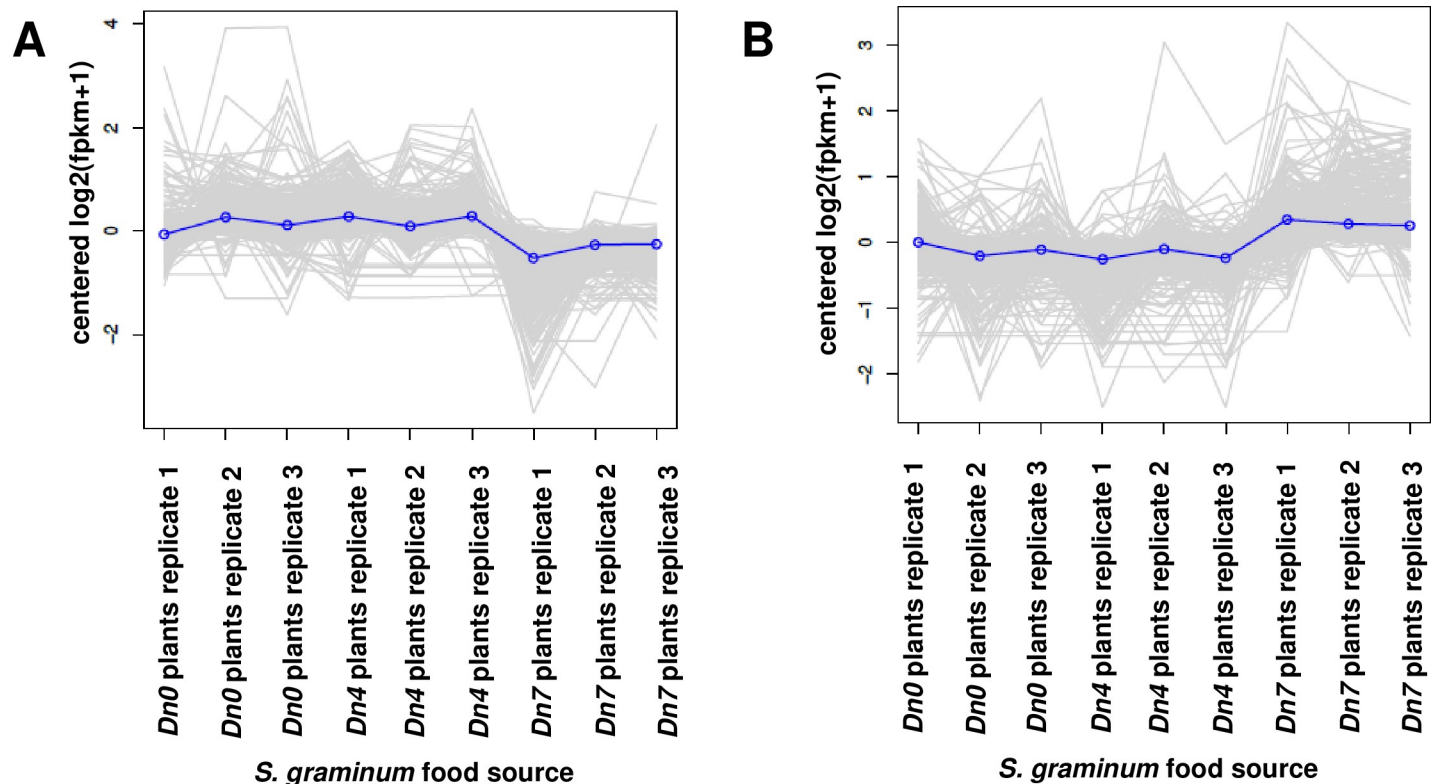 A
centered log2(fpkm+1)
4
2
0
−2
Dn0 plants replicate 1
Dn0 plants replicate 2
Dn0 plants replicate 3
Dn4 plants replicate 1
Dn4 plants replicate 2
Dn4 plants replicate 3
Dn7 plants replicate 1
Dn7 plants replicate 2
Dn7 plants replicate 3
S. graminum food source
B
centered log2(fpkm+1)
3
2
1
0
−1
−2
Dn0 plants replicate 1
Dn0 plants replicate 2
Dn0 plants replicate 3
Dn4 plants replicate 1
Dn4 plants replicate 2
Dn4 plants replicate 3
Dn7 plants replicate 1
Dn7 plants replicate 2
Dn7 plants replicate 3
S. graminum food source